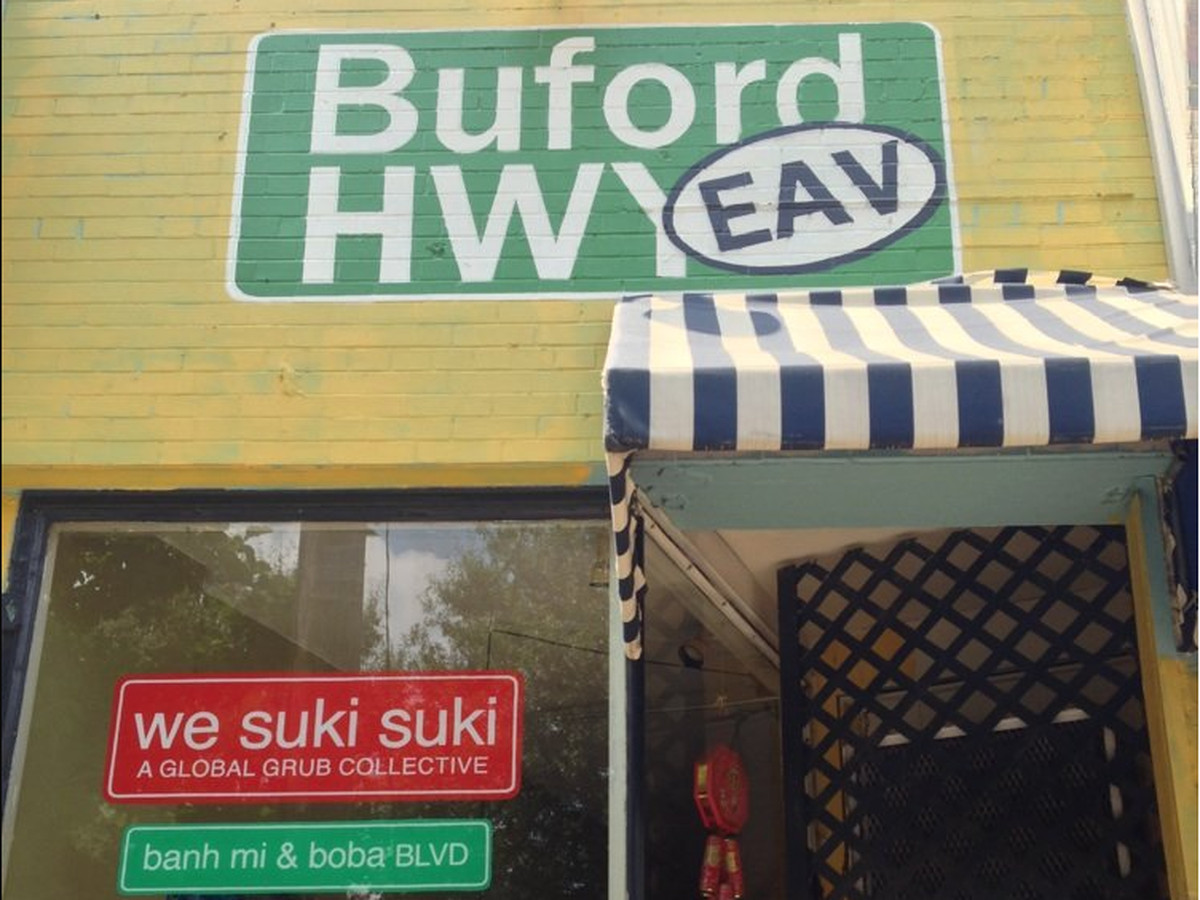 Buford
HWY
EAV
we suki suki
A GLOBAL GRUB COLLECTIVE
banh mi & boba BLVD